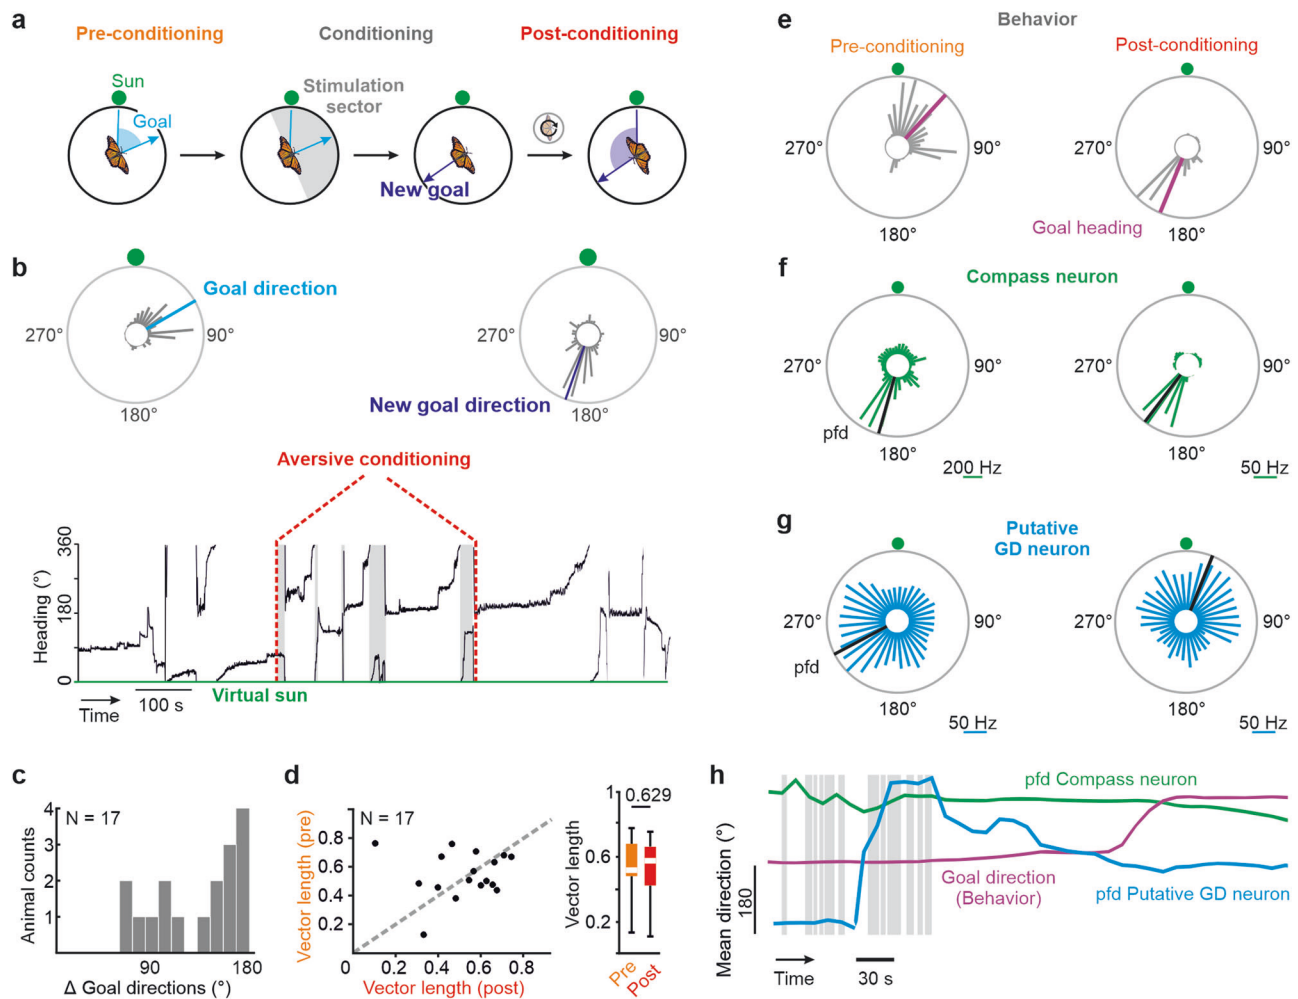 a
Pre-conditioning
Conditioning
Post-conditioning
Sun
Goal
Stimulation
sector
New goal
b
Goal direction
270°
90°
180°
270°
90°
New goal direction
180°
Aversive conditioning
Heading (°)
360
180
0
Time
100 s
Virtual sun
c
Animal counts
4
3
2
1
N = 17
90
180
Δ Goal directions (°)
d
Vector length (pre)
N = 17
0.8
0.6
0.4
0.2
0
0.2
0.4
0.6
0.8
Vector length (post)
Vector length
1
0.6
0.2
0.629
Pre
Post
e
Behavior
Pre-conditioning
Post-conditioning
270°
90°
180°
270°
90°
180°
Goal heading
f
Compass neuron
270°
90°
180°
pfd
200 Hz
270°
90°
180°
50 Hz
g
Putative
GD neuron
270°
90°
180°
pfd
50 Hz
270°
90°
180°
50 Hz
h
Mean direction (°)
180
pfd Compass neuron
Goal direction
(Behavior)
pfd Putative GD neuron
Time
30 s